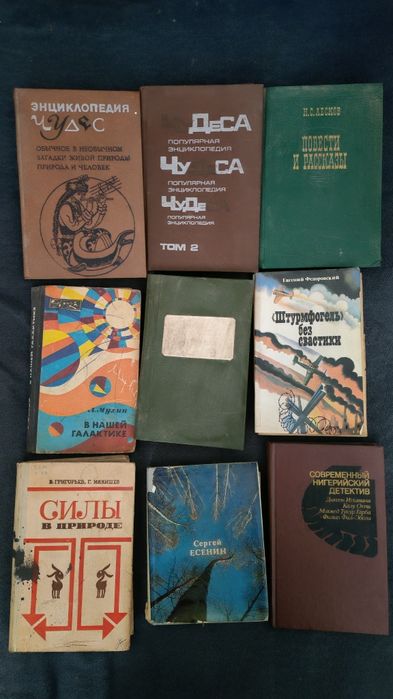 ЭНЦИКЛОПЕДИЯ
ЧУДЕС
ОБЫЧНОЕ В НЕОБЫЧНОМ
ЗАГАДКИ ЖИВОЙ ПРИРОДЫ
ПРИРОДА И ЧЕЛОВЕК
ЧУДЕСА
ПОПУЛЯРНАЯ
ЭНЦИКЛОПЕДИЯ
ЧУДЕСА
ПОПУЛЯРНАЯ
ЭНЦИКЛОПЕДИЯ
ЧУДЕСА
ПОПУЛЯРНАЯ
ЭНЦИКЛОПЕДИЯ
ТОМ 2
Н. С. ЛЕСКОВ
ПОВЕСТИ
И РАССКАЗЫ
Л. Мухин
В НАШЕЙ
ГАЛАКТИКЕ
Евгений Федоровский
«Штурмфогель»
без
свастики
В. ГРИГОРЬЕВ, Г. МЯКИШЕВ
СИЛЫ
В ПРИРОДЕ
Сергей
ЕСЕНИН
СОВРЕМЕННЫЙ
НИГЕРИЙСКИЙ
ДЕТЕКТИВ